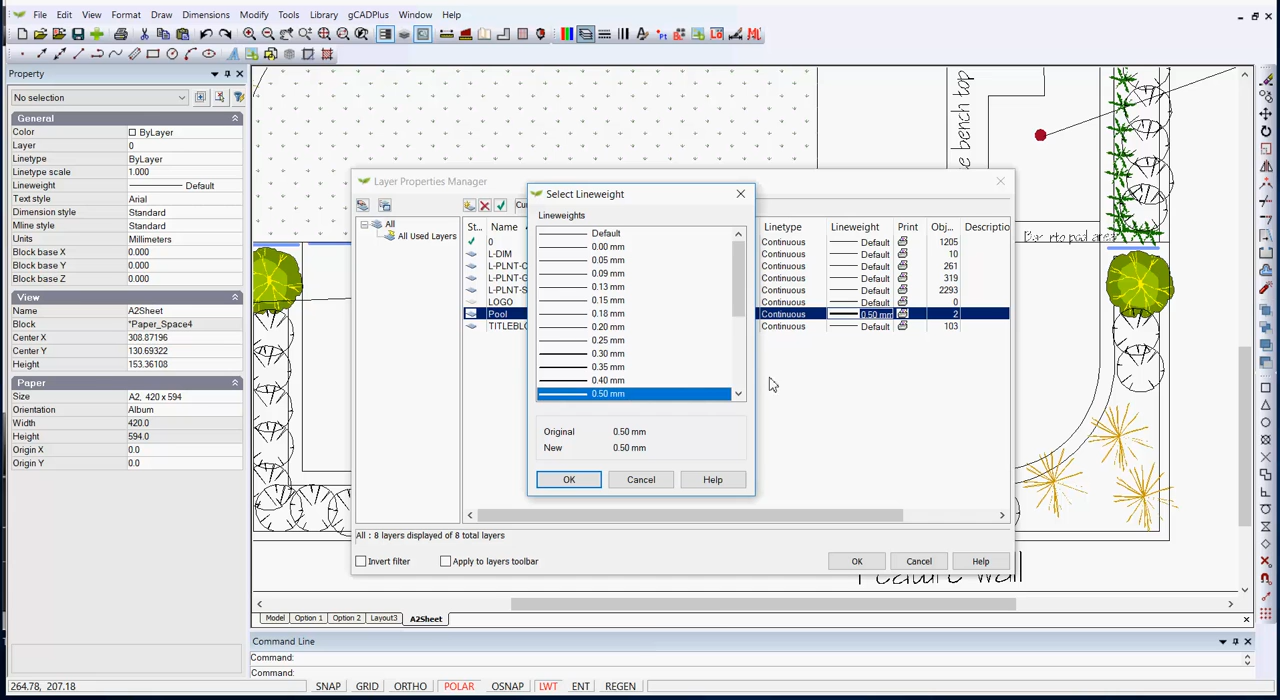 File Edit View Format Draw Dimensions Modify Tools Library gCADPlus Window Help
Property
No selection
General
Color ByLayer
Layer 0
Linetype ByLayer
Linetype scale 1.000
Lineweight Default
Text style Arial
Dimension style Standard
Mline style Standard
Units Millimeters
Block base X 0.000
Block base Y 0.000
Block base Z 0.000
View
Name A2Sheet
Block *Paper_Space4
Center X 308.87196
Center Y 130.69322
Height 153.36108
Paper
Size A2, 420 x 594
Orientation Album
Width 420.0
Height 594.0
Origin X 0.0
Origin Y 0.0
bench top
Layer Properties Manager
All
All Used Layers
St... Name Linetype Lineweight Print Obj... Descriptio
0 Continuous Default 1205
L-DIM Continuous Default 10
L-PLNT-C Continuous Default 261
L-PLNT-G Continuous Default 319
L-PLNT-S Continuous Default 2293
LOGO Continuous Default 0
Pool Continuous 0.50 mm 2
TITLEBL Continuous Default 103
All : 8 layers displayed of 8 total layers
Invert filter Apply to layers toolbar
OK Cancel Help
Select Lineweight
Lineweights
Default
0.00 mm
0.05 mm
0.09 mm
0.13 mm
0.15 mm
0.18 mm
0.20 mm
0.25 mm
0.30 mm
0.35 mm
0.40 mm
0.50 mm
Original 0.50 mm
New 0.50 mm
OK Cancel Help
Feature Wall
Model Option 1 Option 2 Layout3 A2Sheet
Command Line
Command:
Command:
264.78, 207.18 SNAP GRID ORTHO POLAR OSNAP LWT ENT REGEN